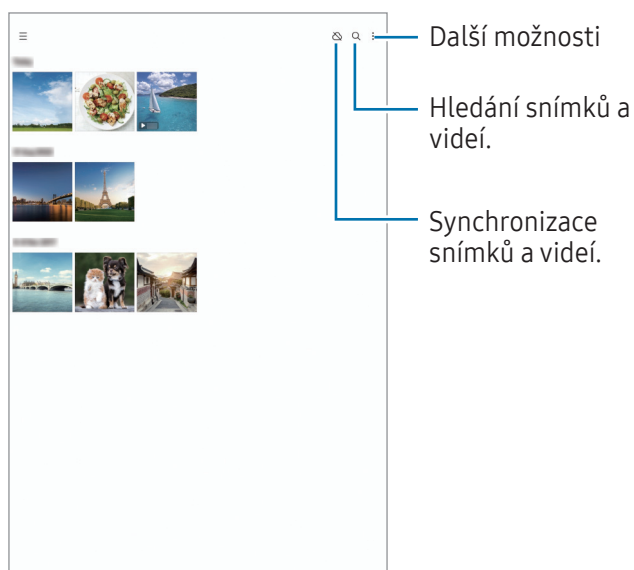 Další možnosti
Hledání snímků a
videí.
Synchronizace
snímků a videí.